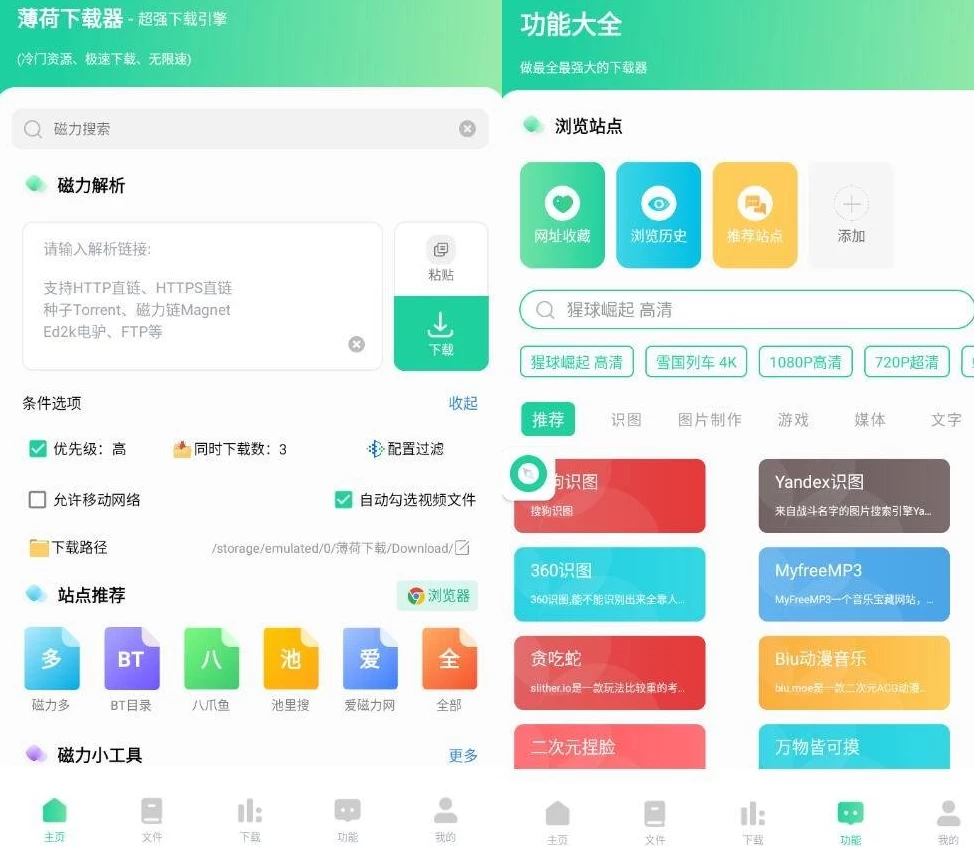 薄荷下载器 - 超强下载引擎
(冷门资源、极速下载、无限速)
磁力搜索
磁力解析
请输入解析链接:
支持HTTP直链、HTTPS直链
种子Torrent、磁力链Magnet
Ed2k电驴、FTP等
粘贴
下载
条件选项
收起
优先级：高
同时下载数：3
配置过滤
允许移动网络
自动勾选视频文件
下载路径
/storage/emulated/0/薄荷下载/Download/
站点推荐
浏览器
多
BT
八
池
爱
全
磁力多
BT目录
八爪鱼
池里搜
爱磁力网
全部
磁力小工具
更多
主页
文件
下载
功能
我的
功能大全
做最全最强大的下载器
浏览站点
网址收藏
浏览历史
推荐站点
添加
猩球崛起 高清
猩球崛起 高清
雪国列车 4K
1080P高清
720P超清
推荐
识图
图片制作
游戏
媒体
文字
狗识图
搜狗识图
Yandex识图
来自战斗名字的图片搜索引擎Ya...
360识图
360识图,能不能识别出来全靠人...
MyfreeMP3
MyFreeMP3一个音乐宝藏网站，...
贪吃蛇
slither.io是一款玩法比较重的考...
Biu动漫音乐
biu.moe是一款二次元ACG动漫...
二次元捏脸
万物皆可摸
主页
文件
下载
功能
我的